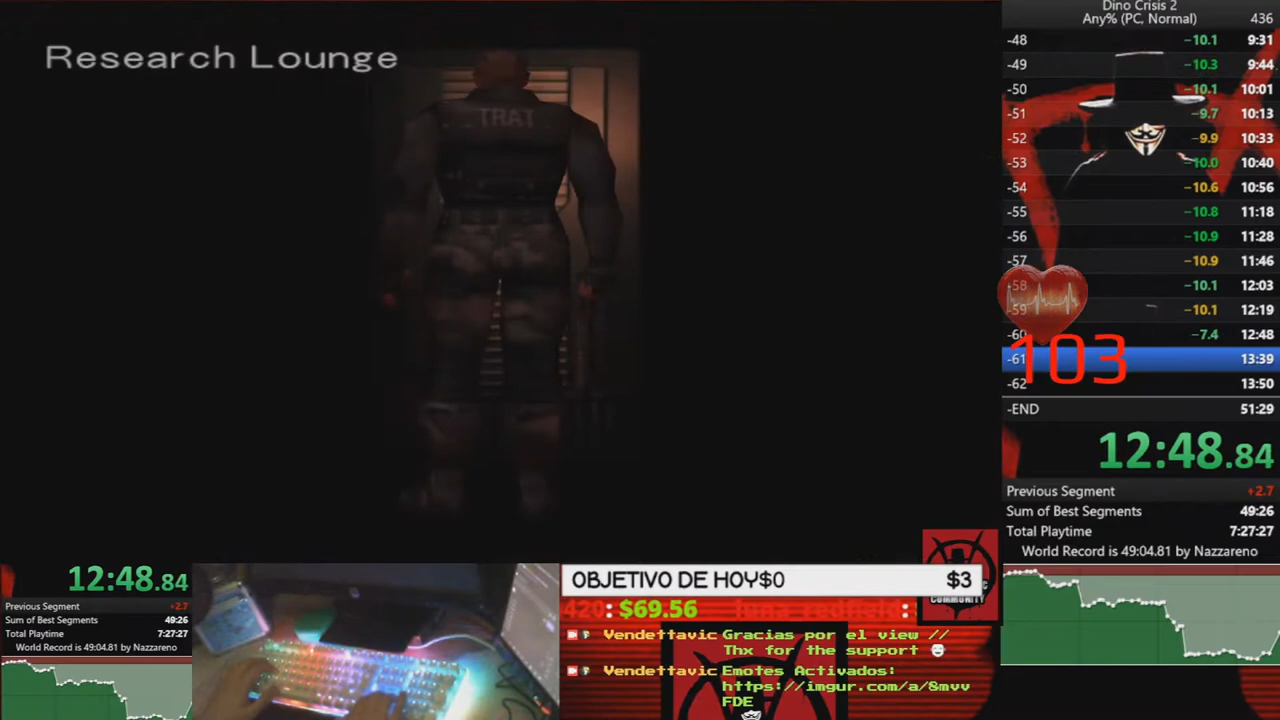 Research Lounge
TRAT
Dino Crisis 2
Any% (PC, Normal) 436
-48 −10.1 9:31
-49 −10.3 9:44
-50 −10.1 10:01
-51 −9.7 10:13
-52 −9.9 10:33
-53 −10.0 10:40
-54 −10.6 10:56
-55 −10.8 11:18
-56 −10.9 11:28
-57 −10.9 11:46
-58 −10.1 12:03
-59 −10.1 12:19
-60 −7.4 12:48
-61 13:39
103
-62 13:50
-END 51:29
12:48.84
Previous Segment +2.7
Sum of Best Segments 49:26
Total Playtime 7:27:27
World Record is 49:04.81 by Nazzareno
12:48.84
Previous Segment +2.7
Sum of Best Segments 49:26
Total Playtime 7:27:27
World Record is 49:04.81 by Nazzareno
OBJETIVO DE HOY$0 $3
COMMUNITY
420: $69.56 luna_redfield:
Vendettavic Gracias por el view //
Thx for the support
Vendettavic Emotes Activados:
https://imgur.com/a/8mvv
FDE